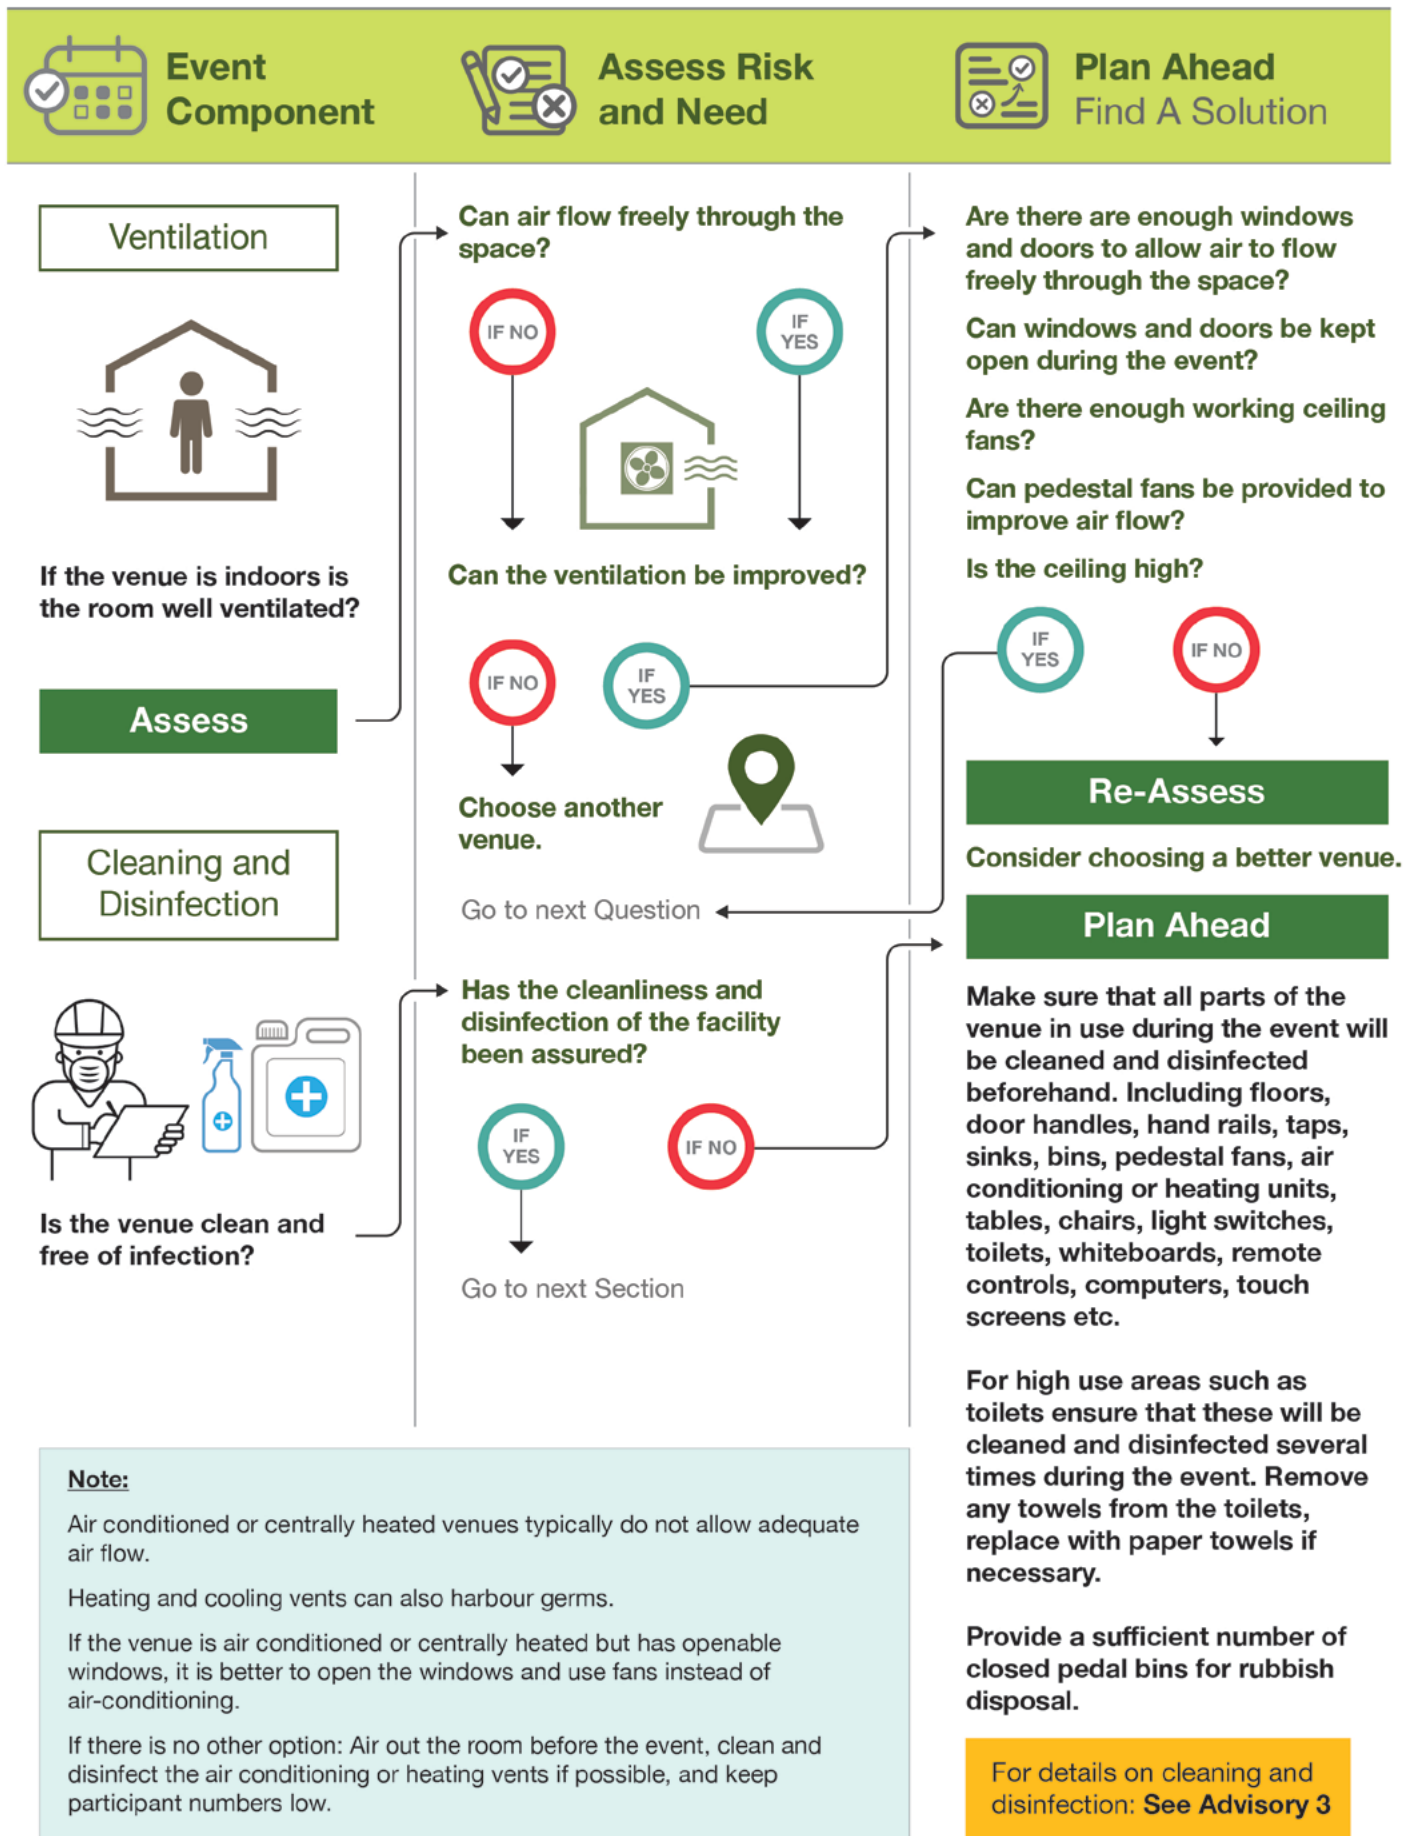 Event
Component
Assess Risk
and Need
Plan Ahead
Find A Solution
Ventilation
If the venue is indoors is
the room well ventilated?
Assess
Can air flow freely through the
space?
IF NO
IF
YES
Can the ventilation be improved?
IF NO
IF
YES
Choose another
venue.
Go to next Question
Are there are enough windows
and doors to allow air to flow
freely through the space?
Can windows and doors be kept
open during the event?
Are there enough working ceiling
fans?
Can pedestal fans be provided to
improve air flow?
Is the ceiling high?
IF
YES
IF NO
Re-Assess
Consider choosing a better venue.
Cleaning and
Disinfection
Is the venue clean and
free of infection?
Has the cleanliness and
disinfection of the facility
been assured?
IF
YES
IF NO
Go to next Section
Plan Ahead
Make sure that all parts of the
venue in use during the event will
be cleaned and disinfected
beforehand. Including floors,
door handles, hand rails, taps,
sinks, bins, pedestal fans, air
conditioning or heating units,
tables, chairs, light switches,
toilets, whiteboards, remote
controls, computers, touch
screens etc.
For high use areas such as
toilets ensure that these will be
cleaned and disinfected several
times during the event. Remove
any towels from the toilets,
replace with paper towels if
necessary.
Provide a sufficient number of
closed pedal bins for rubbish
disposal.
For details on cleaning and
disinfection: See Advisory 3
Note:
Air conditioned or centrally heated venues typically do not allow adequate
air flow.
Heating and cooling vents can also harbour germs.
If the venue is air conditioned or centrally heated but has openable
windows, it is better to open the windows and use fans instead of
air-conditioning.
If there is no other option: Air out the room before the event, clean and
disinfect the air conditioning or heating vents if possible, and keep
participant numbers low.